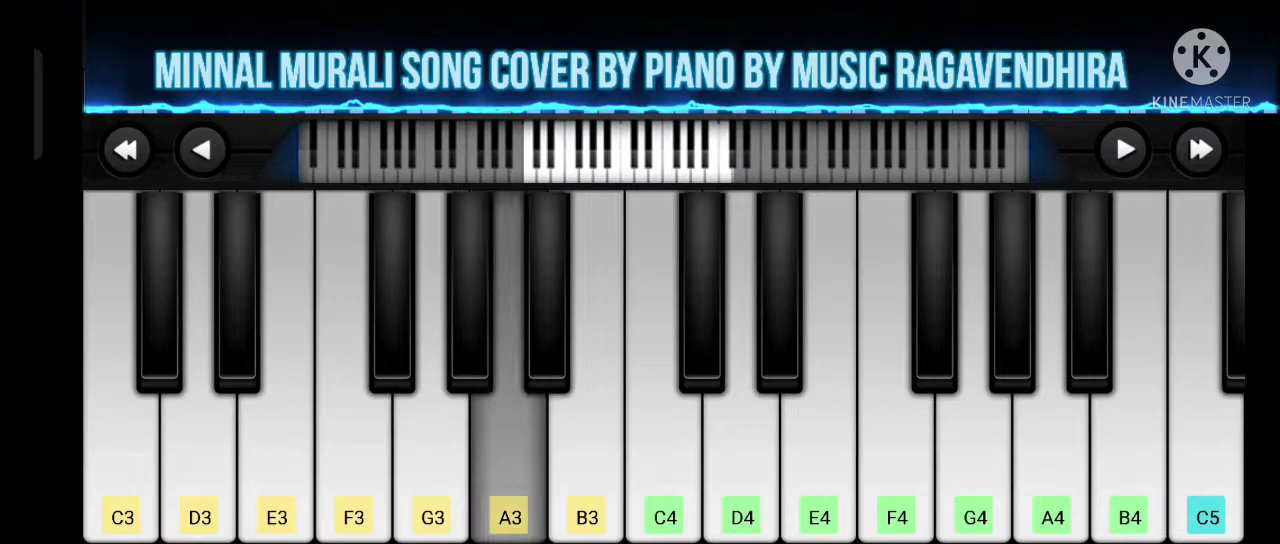 MINNAL MURALI SONG COVER BY PIANO BY MUSIC RAGAVENDHIRA
K
KINEMASTER
C3 D3 E3 F3 G3 A3 B3 C4 D4 E4 F4 G4 A4 B4 C5